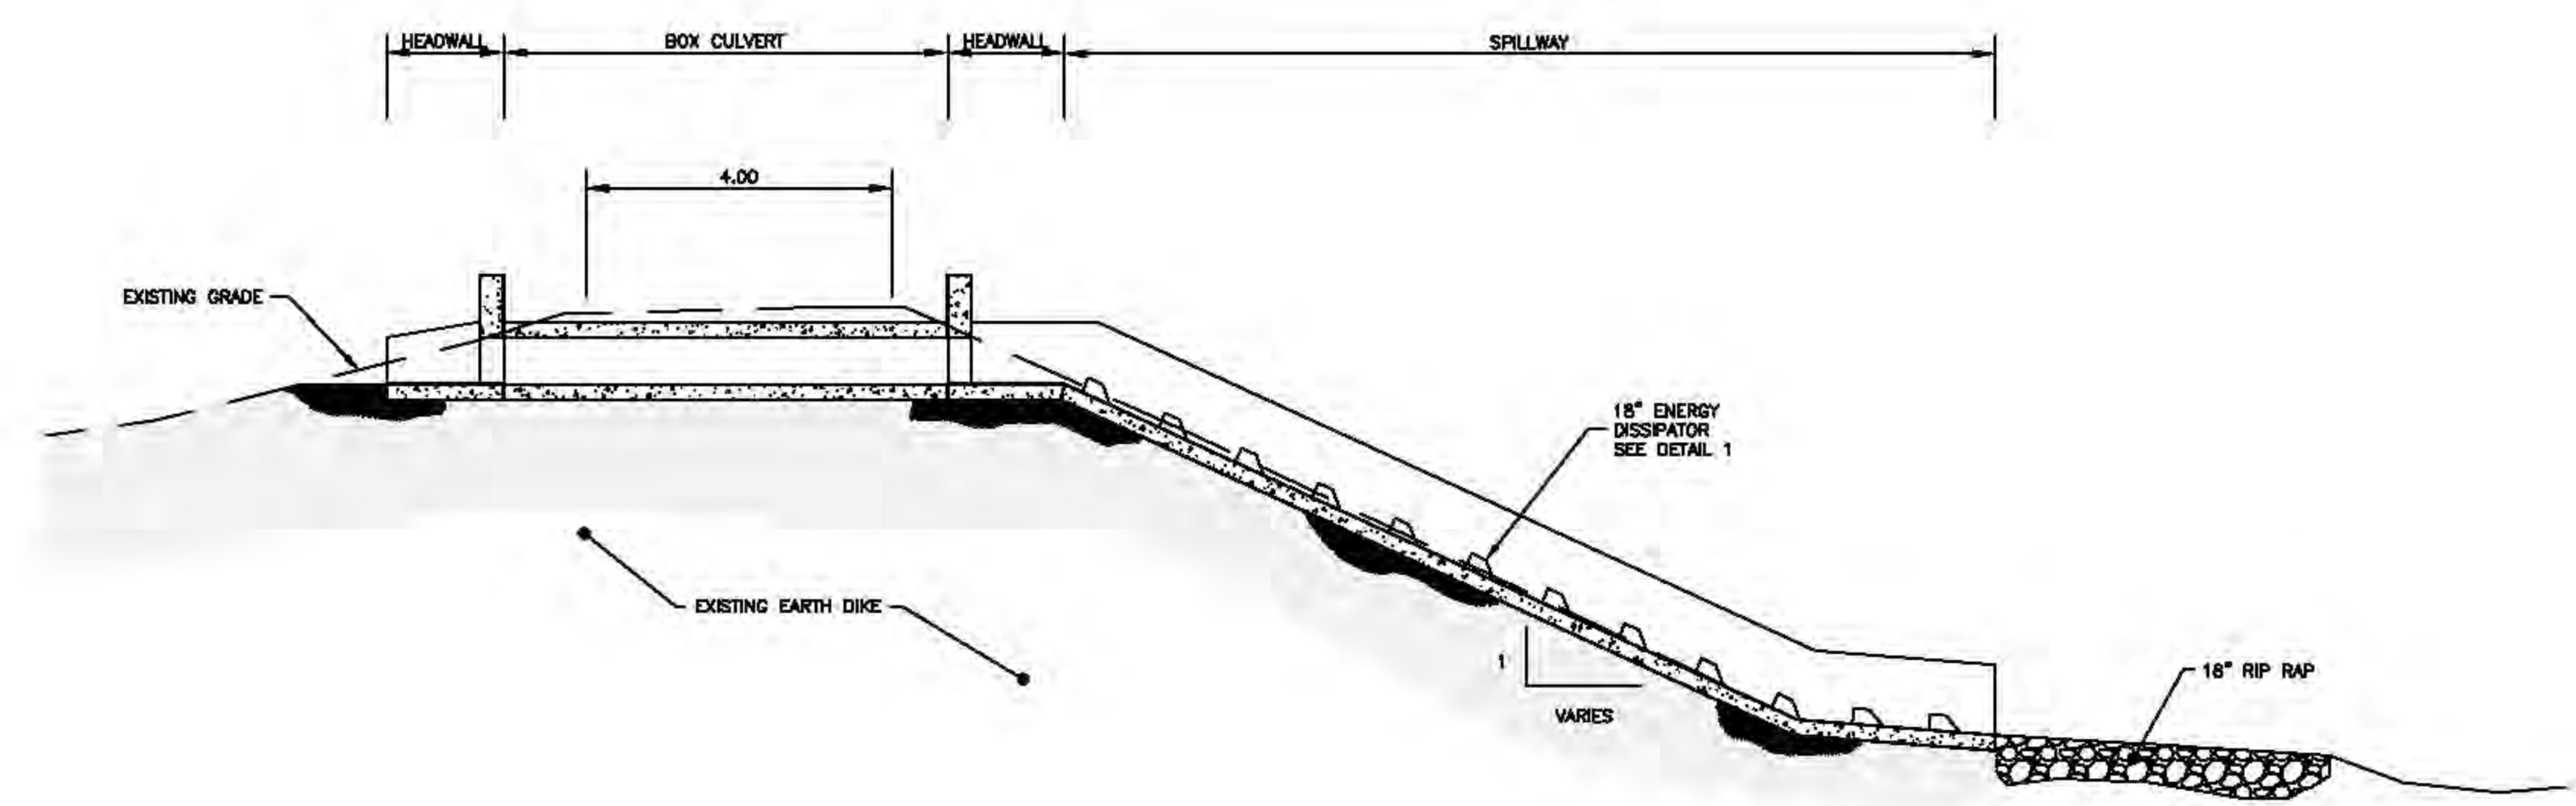 HEADWALL
BOX CULVERT
HEADWALL
SPILLWAY
4.00
EXISTING GRADE
18" ENERGY
DISSIPATOR
SEE DETAIL 1
EXISTING EARTH DIKE
1
VARIES
18" RIP RAP